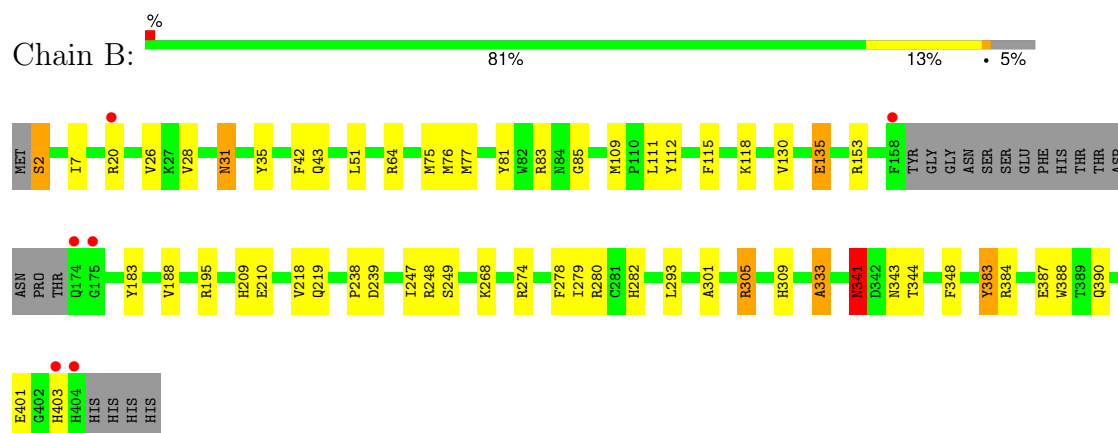 %
Chain B:
81% 13% • 5%
MET S2 I7 R20 V26 K27 V28 N31 Y35 F42 Q43 L51 R64 M75 M76 M77 Y81 W82 R83 N84 G85 M109 P110 L111 Y112 F115 K118 V130 E135 R153 F158 TYR GLY GLY ASN SER SER GLU PHE HIS THR THR ASP
ASN PRO THR Q174 G175 Y183 V188 R195 H209 E210 V218 Q219 P238 D239 I247 R248 S249 K268 R274 F278 I279 R280 C281 H282 L293 A301 R305 H309 A333 N341 D342 N343 T344 F348 Y383 R384 E387 W388 T389 Q390
E401 G402 H403 H404 HIS HIS HIS HIS